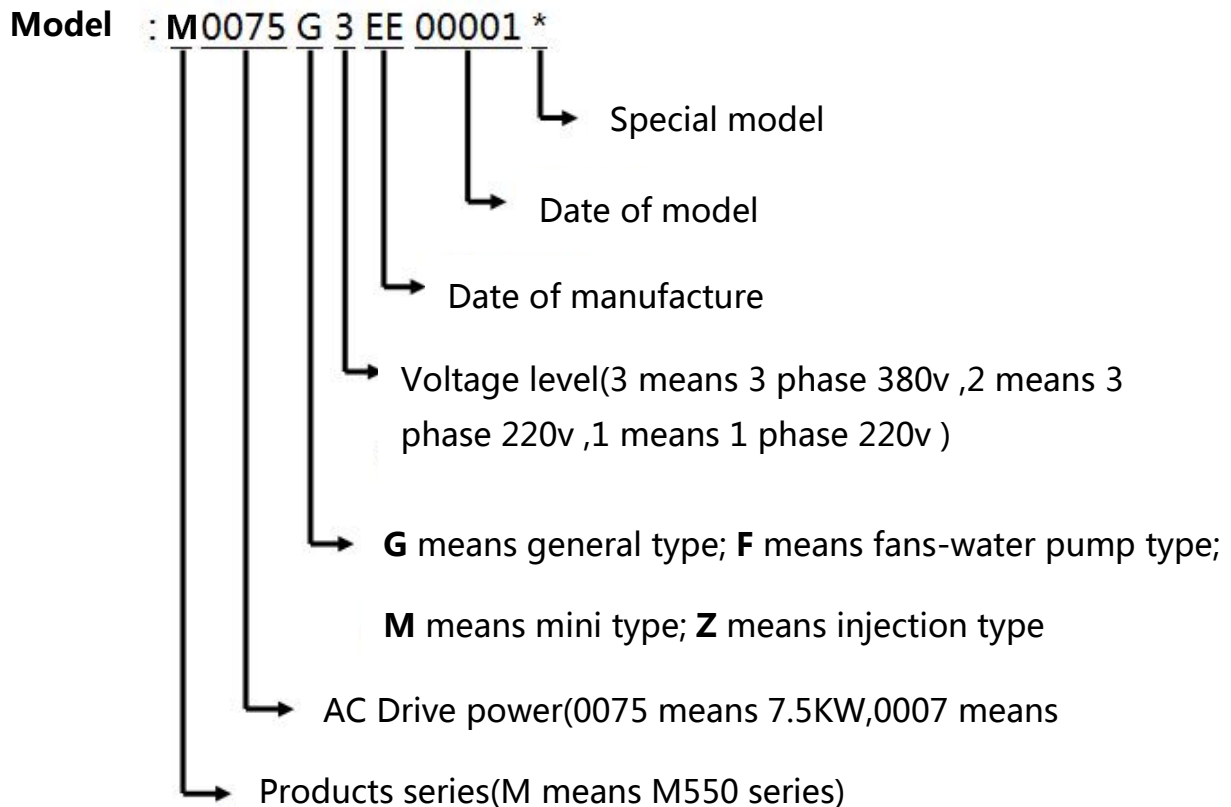 Model : M0075 G 3 EE 00001 *
Special model
Date of model
Date of manufacture
Voltage level(3 means 3 phase 380v ,2 means 3
phase 220v ,1 means 1 phase 220v )
G means general type; F means fans-water pump type;
M means mini type; Z means injection type
AC Drive power(0075 means 7.5KW,0007 means
Products series(M means M550 series)